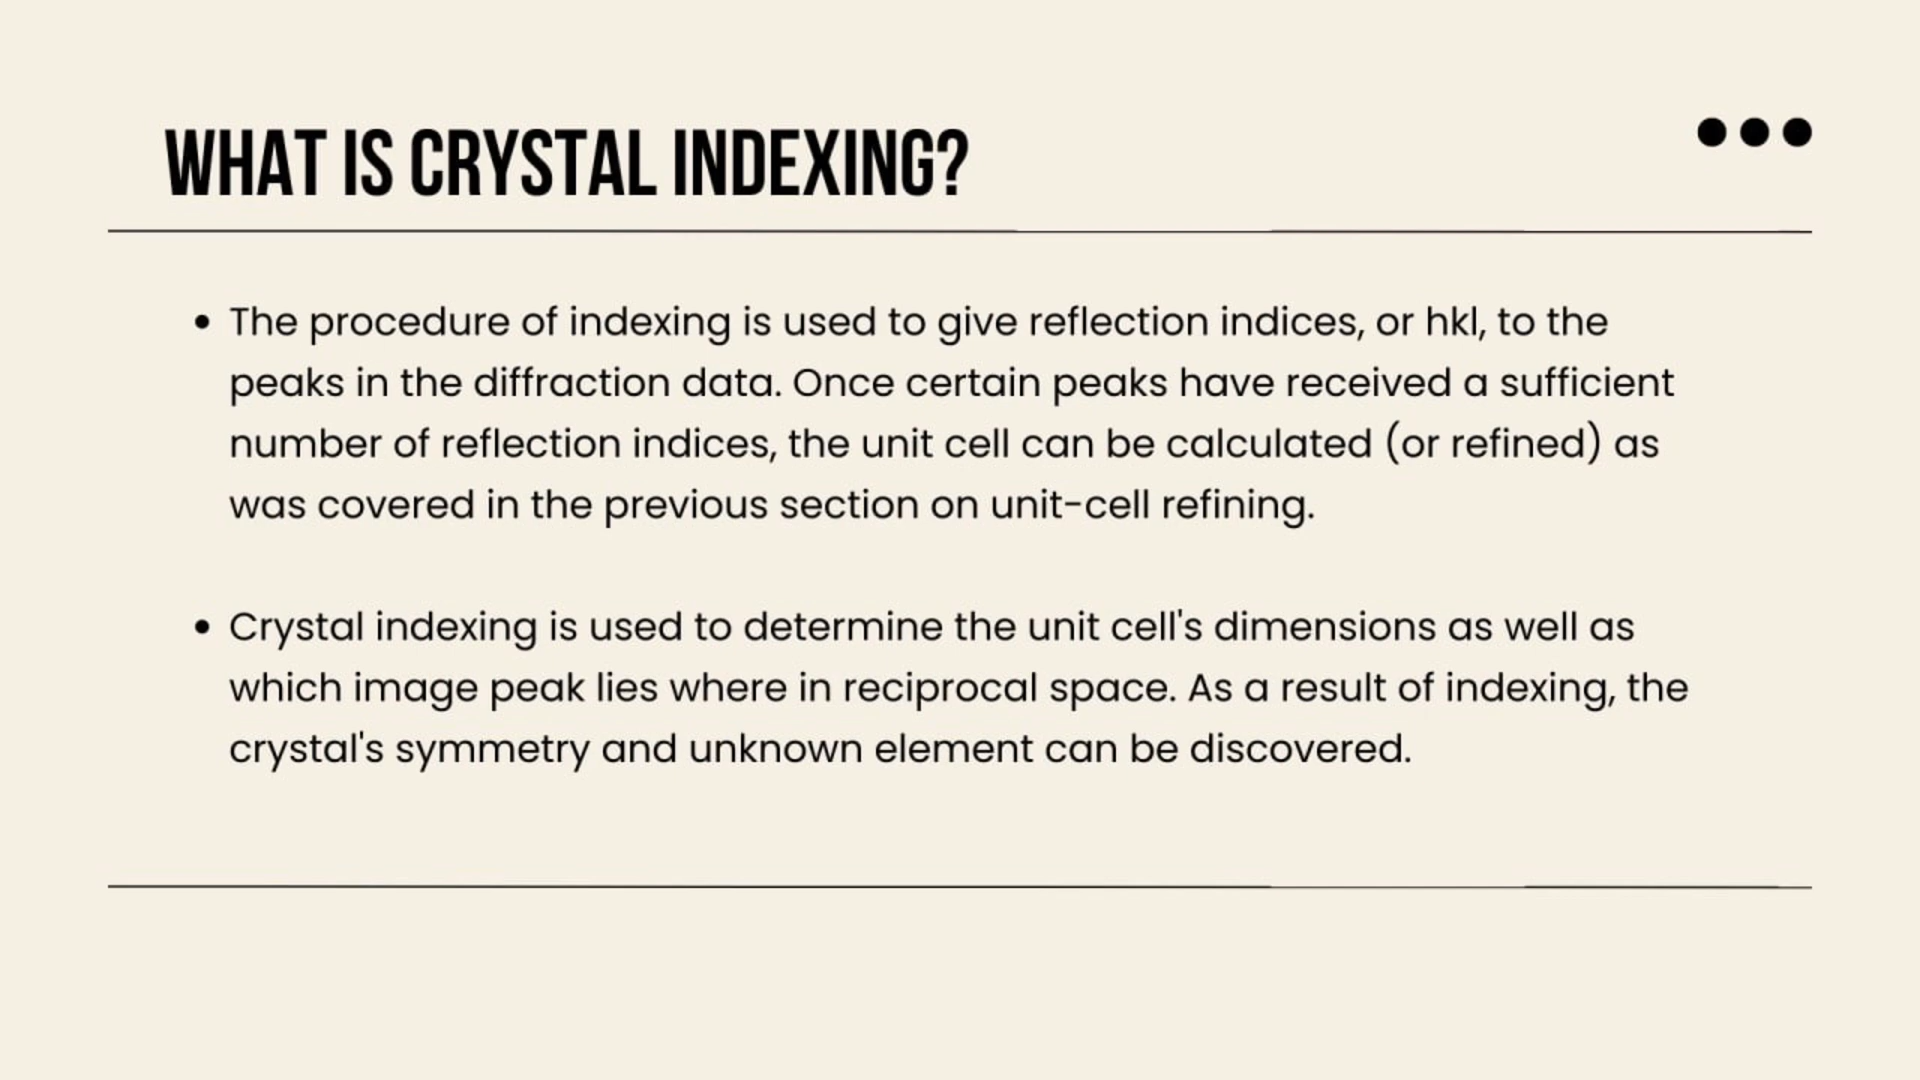 WHAT IS CRYSTAL INDEXING?
• The procedure of indexing is used to give reflection indices, or hkl, to the
peaks in the diffraction data. Once certain peaks have received a sufficient
number of reflection indices, the unit cell can be calculated (or refined) as
was covered in the previous section on unit-cell refining.
• Crystal indexing is used to determine the unit cell's dimensions as well as
which image peak lies where in reciprocal space. As a result of indexing, the
crystal's symmetry and unknown element can be discovered.